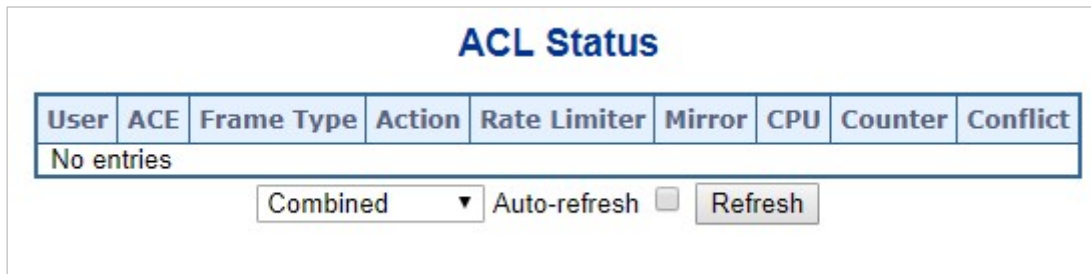 ACL Status
User ACE Frame Type Action Rate Limiter Mirror CPU Counter Conflict
No entries
Combined Auto-refresh Refresh